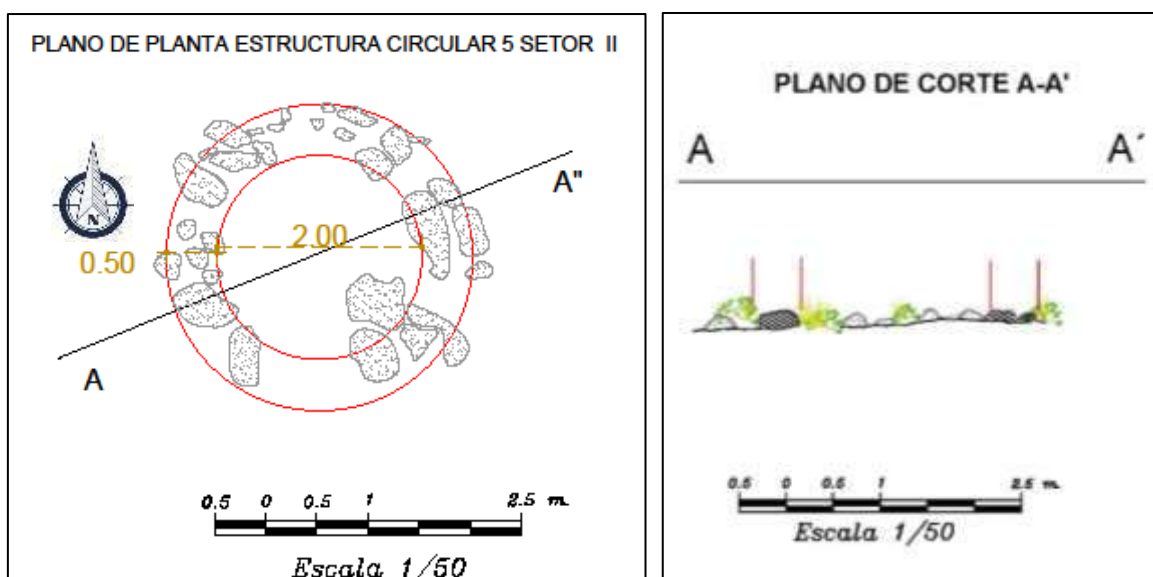 PLANO DE PLANTA ESTRUCTURA CIRCULAR 5 SETOR II
N
A"
2.00
0.50
A
0.5 0 0.5 1 2.5 m.
Escala 1/50
PLANO DE CORTE A-A'
A A´
0.5 0 0.5 1 2.5 m.
Escala 1/50